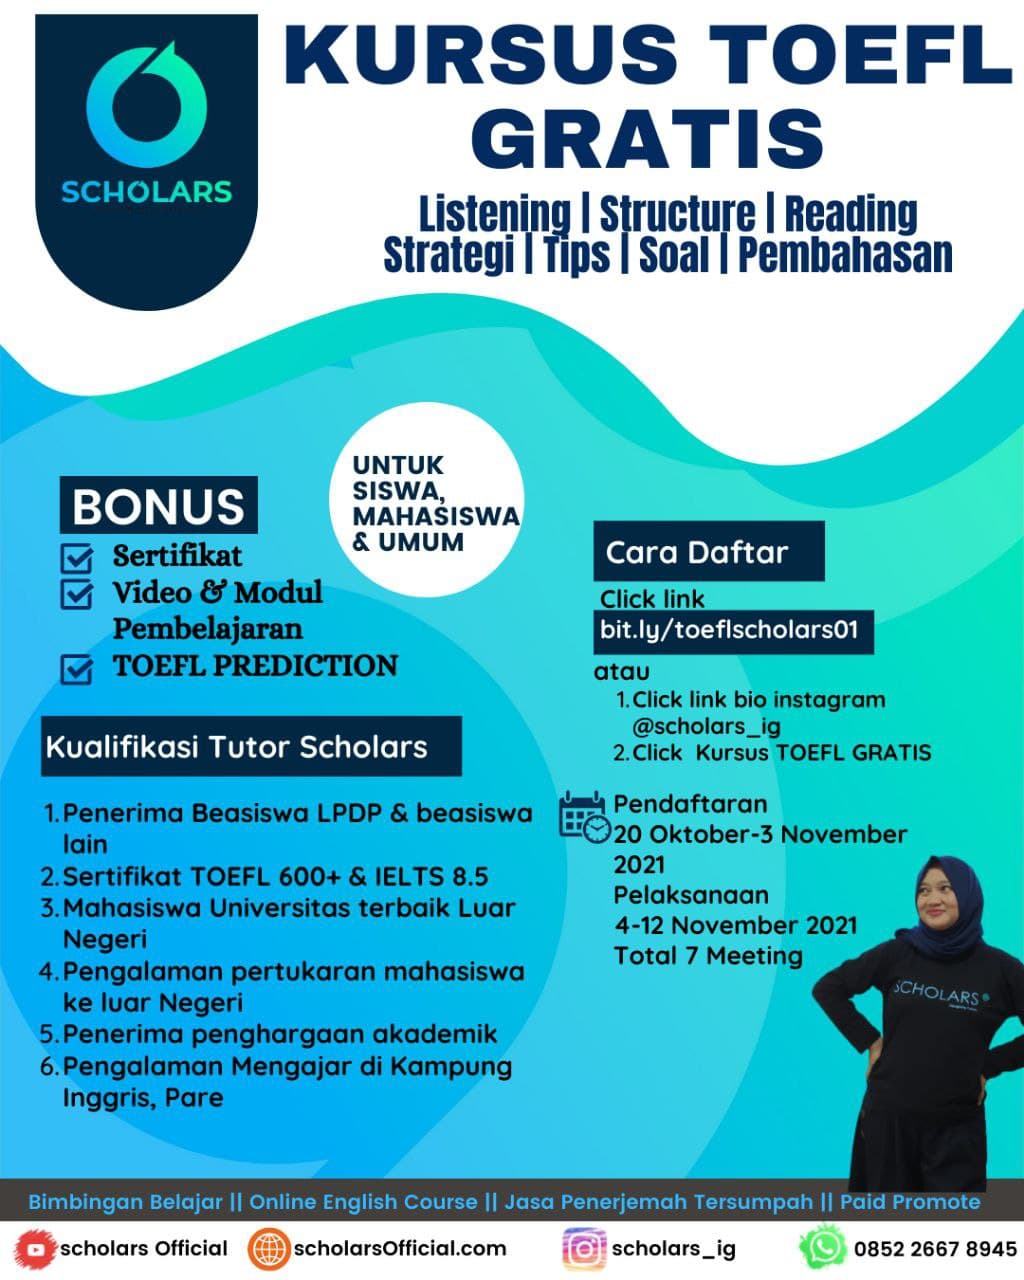 SCHOLARS
KURSUS TOEFL
GRATIS
Listening | Structure | Reading
Strategi | Tips | Soal | Pembahasan
UNTUK
SISWA,
MAHASISWA
& UMUM
BONUS
Sertifikat
Video & Modul
Pembelajaran
TOEFL PREDICTION
Kualifikasi Tutor Scholars
1. Penerima Beasiswa LPDP & beasiswa
lain
2. Sertifikat TOEFL 600+ & IELTS 8.5
3. Mahasiswa Universitas terbaik Luar
Negeri
4. Pengalaman pertukaran mahasiswa
ke luar Negeri
5. Penerima penghargaan akademik
6. Pengalaman Mengajar di Kampung
Inggris, Pare
Cara Daftar
Click link
bit.ly/toeflscholars01
atau
1. Click link bio instagram
@scholars_ig
2. Click Kursus TOEFL GRATIS
Pendaftaran
20 Oktober-3 November
2021
Pelaksanaan
4-12 November 2021
Total 7 Meeting
SCHOLARS
Bimbingan Belajar || Online English Course || Jasa Penerjemah Tersumpah || Paid Promote
scholars Official
scholarsOfficial.com
scholars_ig
0852 2667 8945